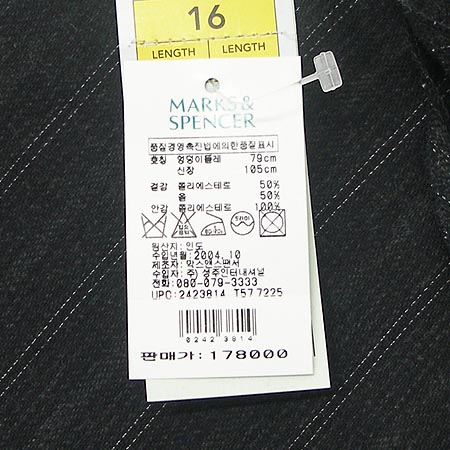 16
LENGTH LENGTH
MARKS &
SPENCER
품질경영촉진법에의한품질표시
호칭 엉덩이둘레 79cm
신장 105cm
겉감 폴리에스테르 50%
울 50%
안감 폴리에스테르 100%
드라이
원산지: 인도
수입년월: 2004.10
제조자: 막스앤스펜서
수입자: 주) 성주인터내셔널
전화: 080-079-3333
UPC: 2423814 T577225
0242 3814
판매가: 178000